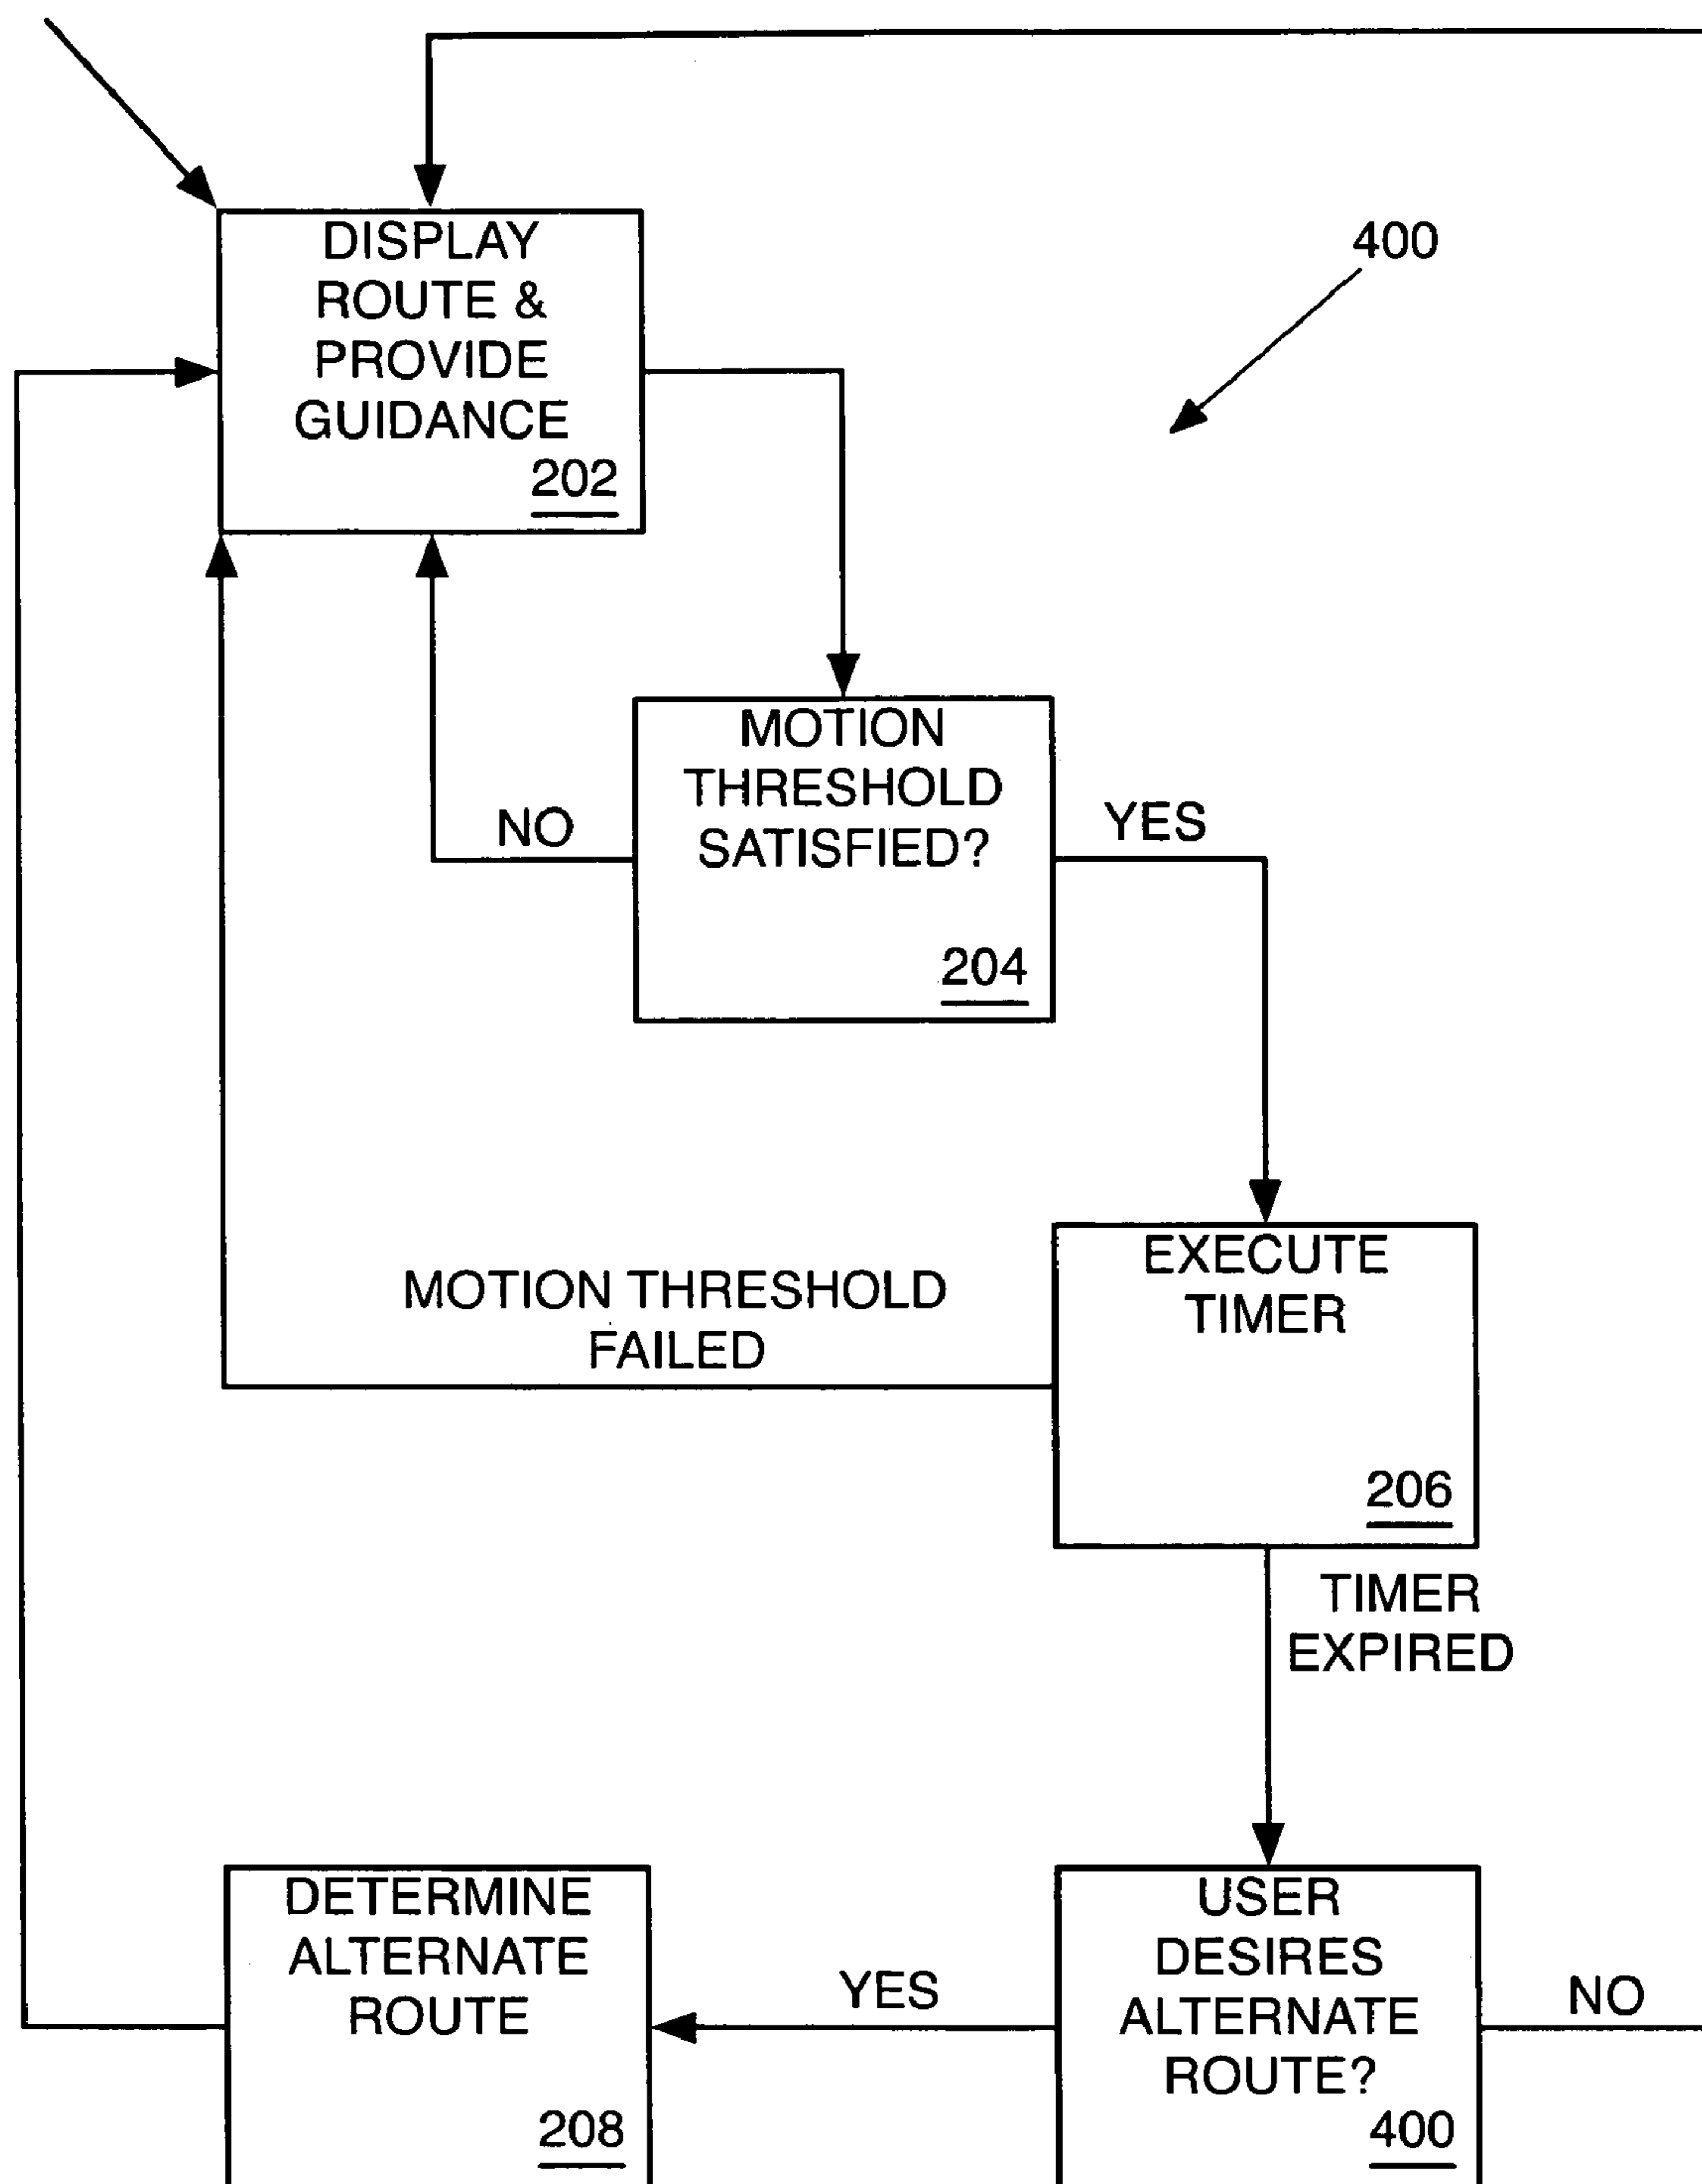 DISPLAY
ROUTE &
PROVIDE
GUIDANCE
202
400
MOTION
THRESHOLD
SATISFIED?
204
NO
YES
EXECUTE
TIMER
206
MOTION THRESHOLD
FAILED
TIMER
EXPIRED
DETERMINE
ALTERNATE
ROUTE
208
YES
USER
DESIRES
ALTERNATE
ROUTE?
400
NO